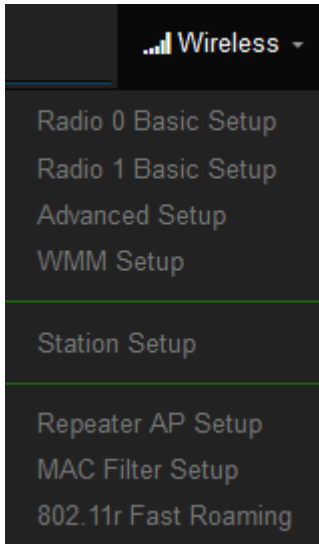 Wireless
Radio 0 Basic Setup
Radio 1 Basic Setup
Advanced Setup
WMM Setup
Station Setup
Repeater AP Setup
MAC Filter Setup
802.11r Fast Roaming